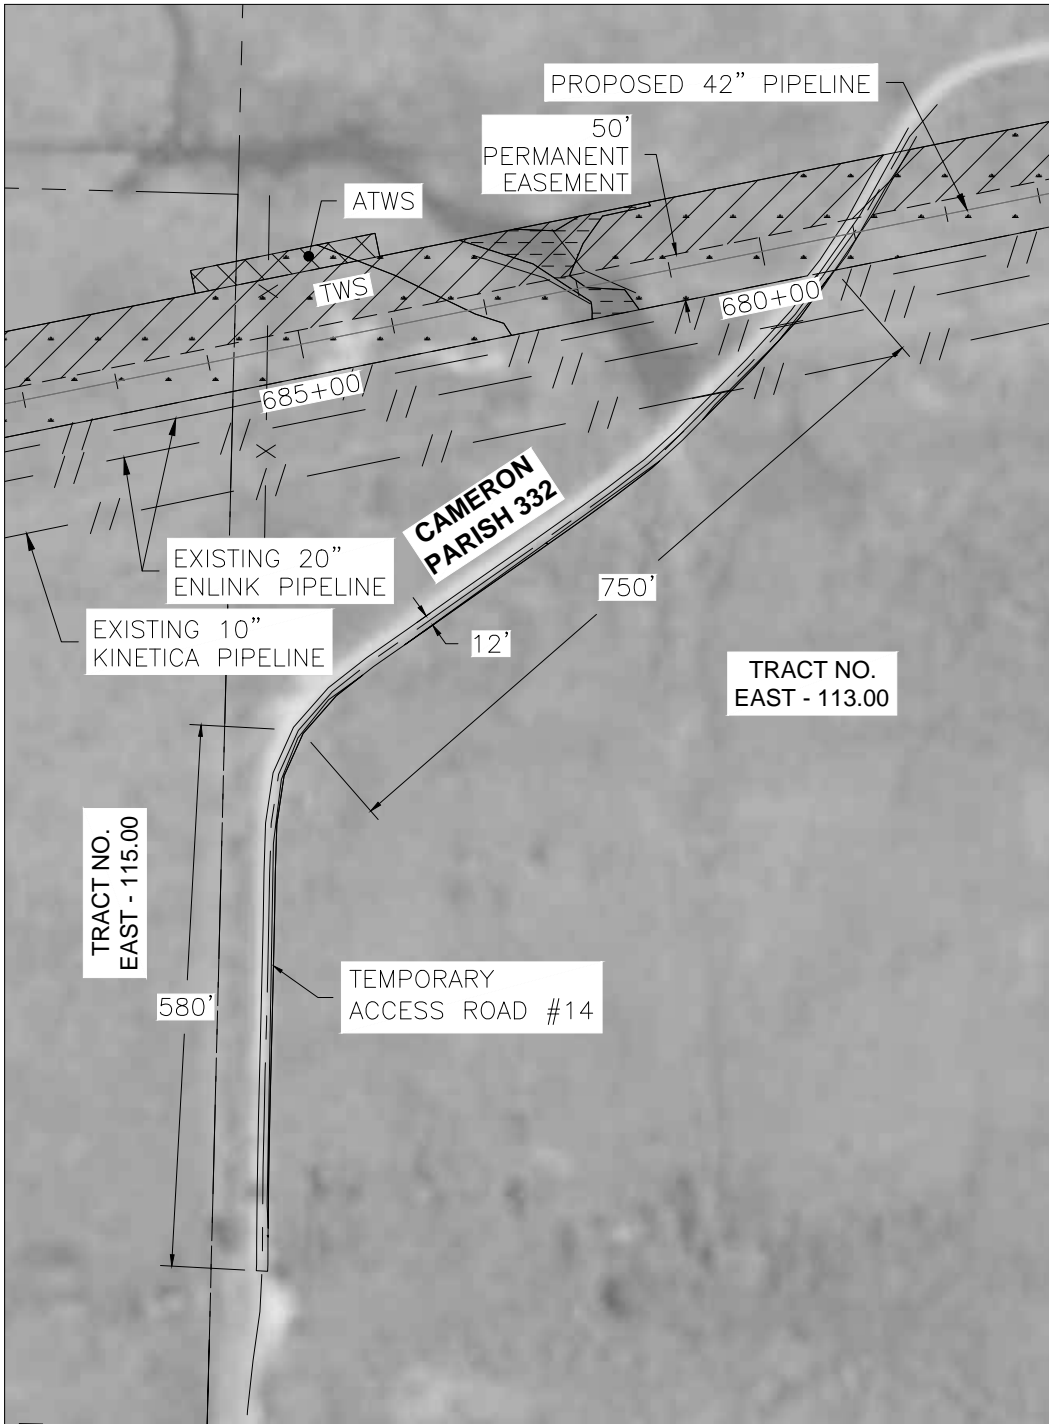 PROPOSED 42” PIPELINE
50’
PERMANENT
EASEMENT
ATWS
TWS
680+00
685+00
CAMERON
PARISH 332
EXISTING 20”
ENLINK PIPELINE
750’
EXISTING 10”
KINETICA PIPELINE
12’
TRACT NO.
EAST - 113.00
TRACT NO.
EAST - 115.00
580’
TEMPORARY
ACCESS ROAD #14